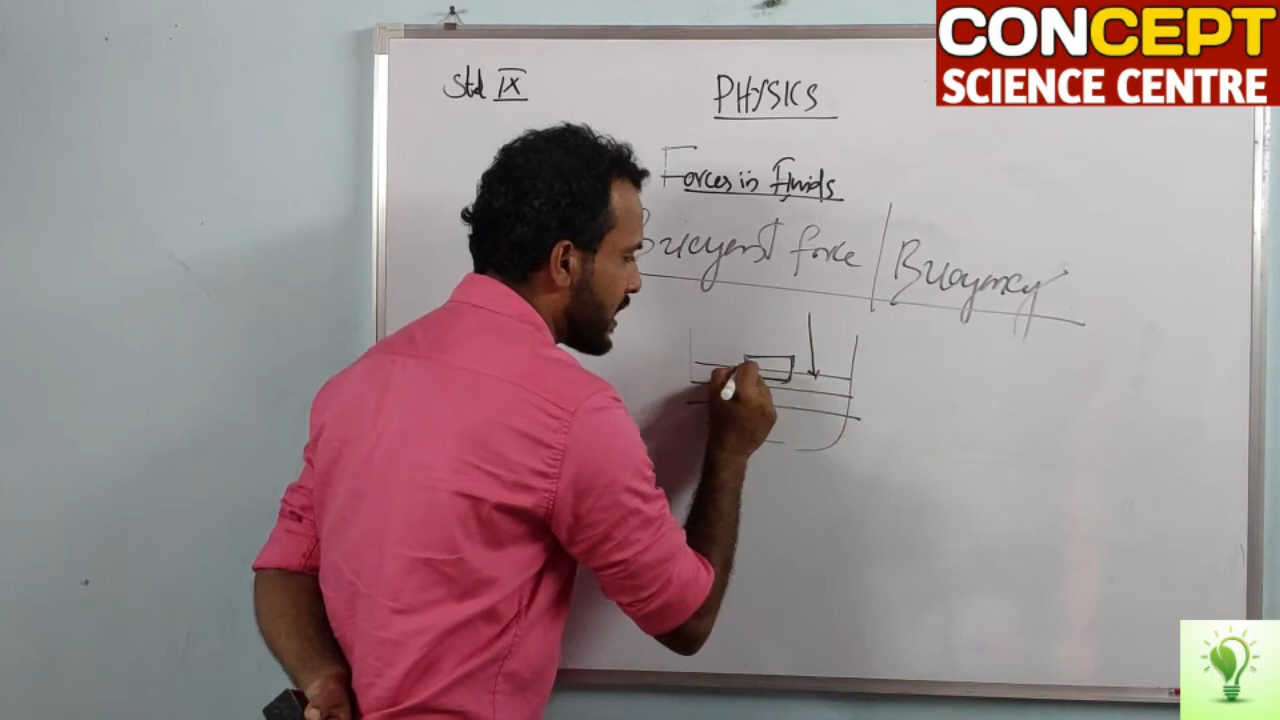 CONCEPT
SCIENCE CENTRE
Std IX
PHYSICS
Forces in Fluids
Buoyant force | Buoyancy